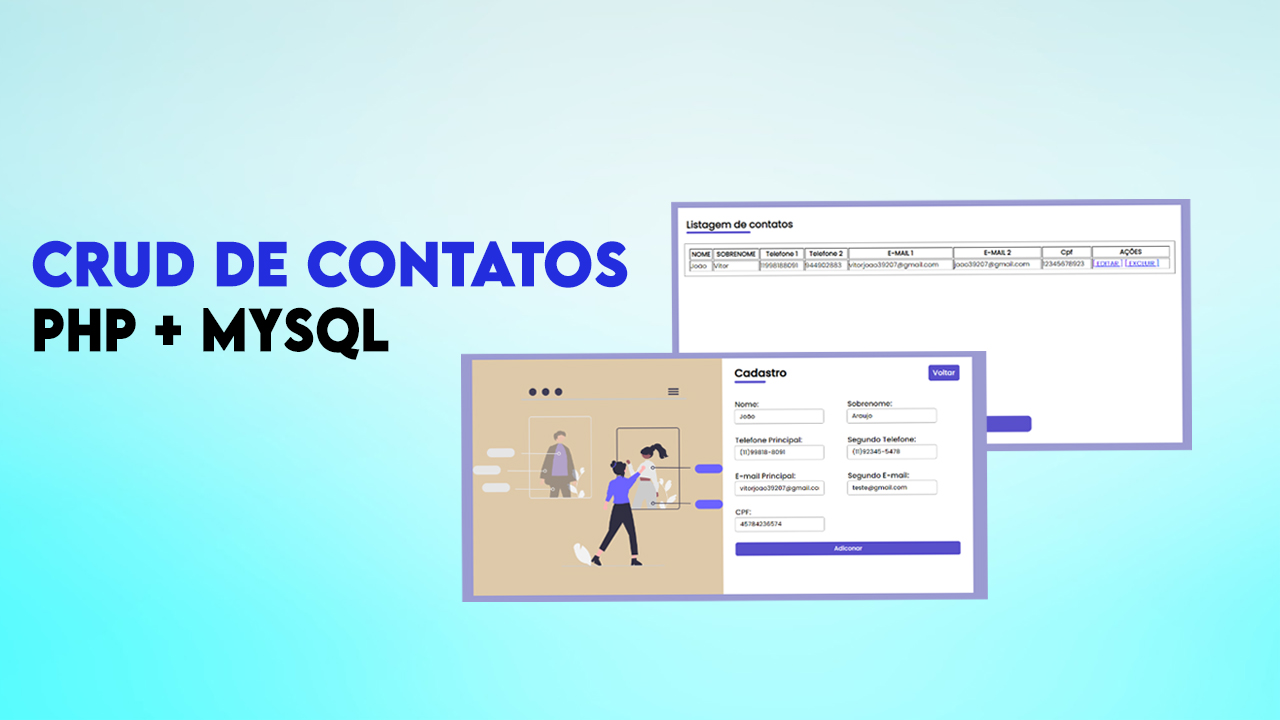 CRUD DE CONTATOS
PHP + MYSQL
Listagem de contatos
NOME SOBRENOME Telefone 1 Telefone 2 E-MAIL 1 E-MAIL 2 Cpf AÇÕES
João Vitor 11998188091 944902883 vitorjoao39207@gmail.com joao39207@gmail.com 12345678923 EDITAR EXCLUIR
Cadastro
Voltar
Nome: Sobrenome:
João Araujo
Telefone Principal: Segundo Telefone:
(11)99818-8091 (11)92345-5478
E-mail Principal: Segundo E-mail:
vitorjoao39207@gmail.co teste@gmail.com
CPF:
45784236574
Adiconar